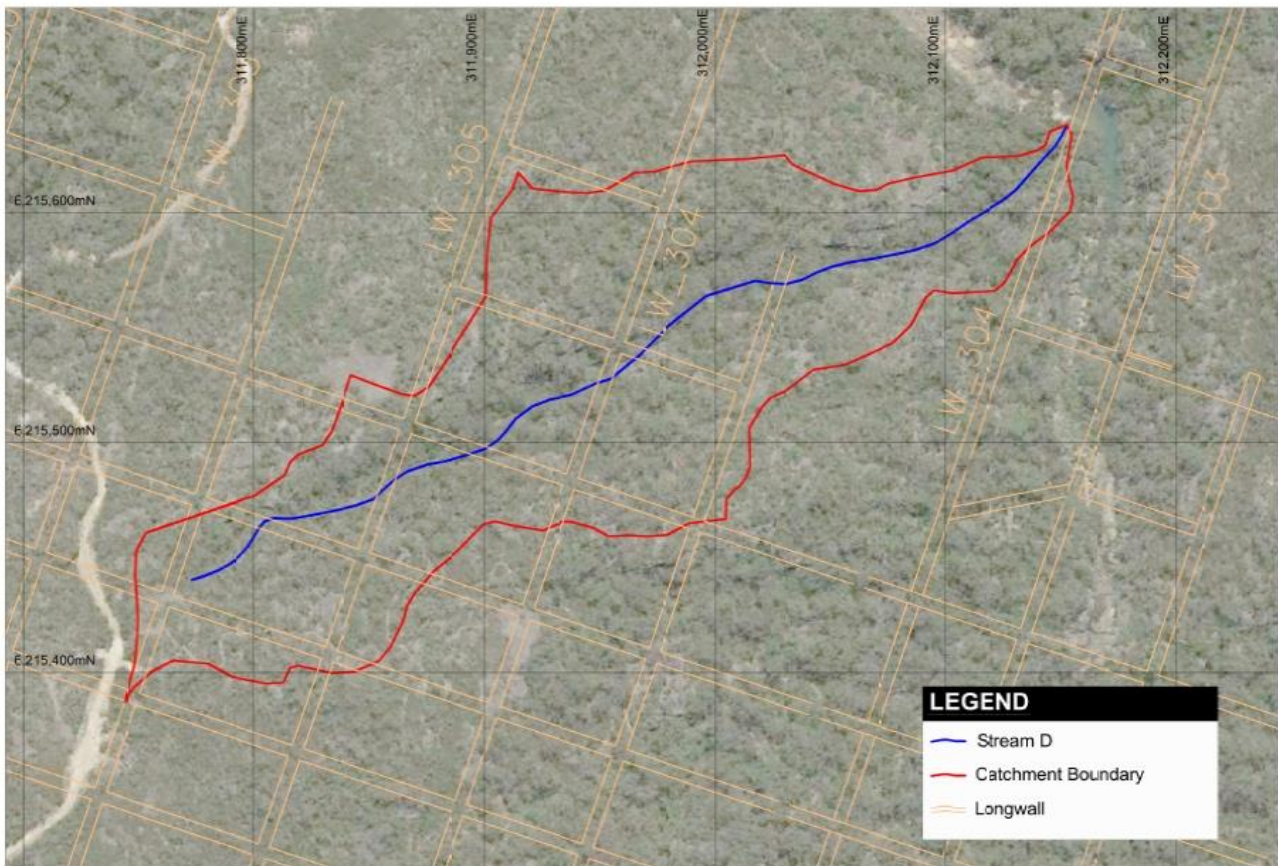 311,800mE
311,900mE
312,000mE
312,100mE
312,200mE
LW 305
LW 304
LW 303
6,215,600mN
LW 304
6,215,500mN
6,215,400mN
LEGEND
Stream D
Catchment Boundary
Longwall